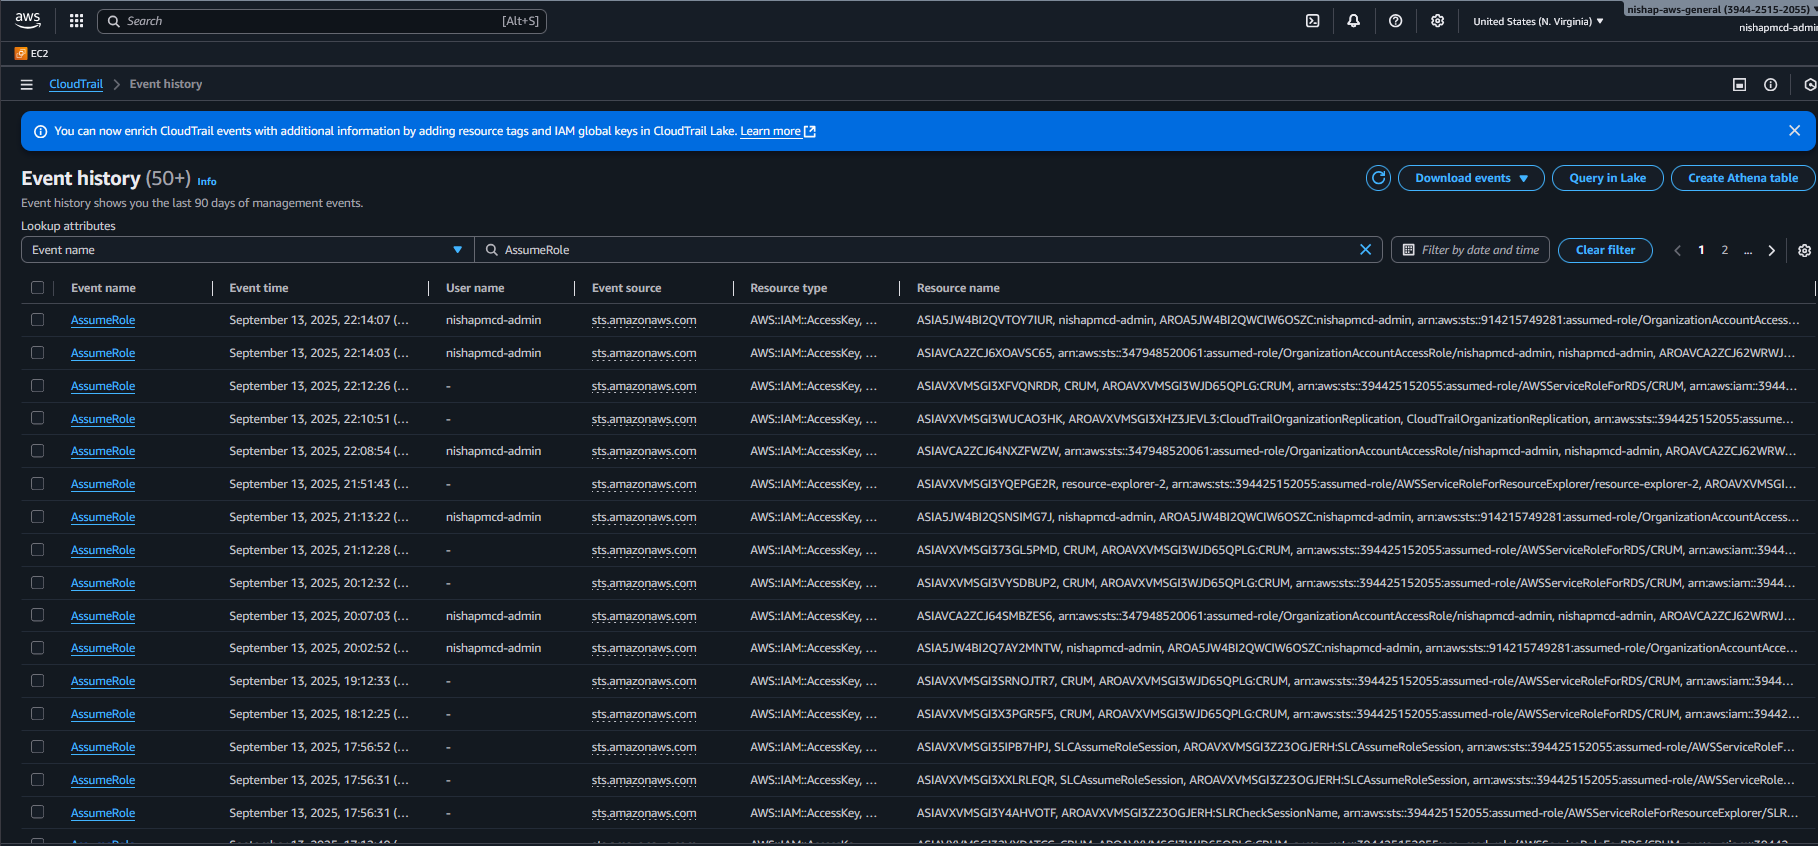 aws
Search [Alt+S]
United States (N. Virginia)
nishap-aws-general (3944-2515-2055)
nishapmcd-admin
EC2
CloudTrail > Event history
You can now enrich CloudTrail events with additional information by adding resource tags and IAM global keys in CloudTrail Lake. Learn more
Event history (50+) Info
Download events Query in Lake Create Athena table
Event history shows you the last 90 days of management events.
Lookup attributes
Event name AssumeRole Filter by date and time Clear filter 1 2 ...
Event name Event time User name Event source Resource type Resource name
AssumeRole September 13, 2025, 22:14:07 (... nishapmcd-admin sts.amazonaws.com AWS::IAM::AccessKey, ... ASIA5JW4BI2QVTOY7IUR, nishapmcd-admin, AROA5JW4BI2QWCIW6OSZC:nishapmcd-admin, arn:aws:sts::914215749281:assumed-role/OrganizationAccountAccess...
AssumeRole September 13, 2025, 22:14:03 (... nishapmcd-admin sts.amazonaws.com AWS::IAM::AccessKey, ... ASIAVCA2ZCJ6XOAVSC65, arn:aws:sts::347948520061:assumed-role/OrganizationAccountAccessRole/nishapmcd-admin, nishapmcd-admin, AROAVCA2ZCJ62WRWJ...
AssumeRole September 13, 2025, 22:12:26 (... - sts.amazonaws.com AWS::IAM::AccessKey, ... ASIAVXVMSGI3XFVQNRDR, CRUM, AROAVXVMSGI3WJD65QPLG:CRUM, arn:aws:sts::394425152055:assumed-role/AWSServiceRoleForRDS/CRUM, arn:aws:iam::3944...
AssumeRole September 13, 2025, 22:10:51 (... - sts.amazonaws.com AWS::IAM::AccessKey, ... ASIAVXVMSGI3WUCAO3HK, AROAVXVMSGI3XHZ3JEVL3:CloudTrailOrganizationReplication, CloudTrailOrganizationReplication, arn:aws:sts::394425152055:assume...
AssumeRole September 13, 2025, 22:08:54 (... nishapmcd-admin sts.amazonaws.com AWS::IAM::AccessKey, ... ASIAVCA2ZCJ64NXZFWZW, arn:aws:sts::347948520061:assumed-role/OrganizationAccountAccessRole/nishapmcd-admin, nishapmcd-admin, AROAVCA2ZCJ62WRW...
AssumeRole September 13, 2025, 21:51:43 (... - sts.amazonaws.com AWS::IAM::AccessKey, ... ASIAVXVMSGI3YQEPGE2R, resource-explorer-2, arn:aws:sts::394425152055:assumed-role/AWSServiceRoleForResourceExplorer/resource-explorer-2, AROAVXVMSGI...
AssumeRole September 13, 2025, 21:13:22 (... nishapmcd-admin sts.amazonaws.com AWS::IAM::AccessKey, ... ASIA5JW4BI2QSNSIMG7J, nishapmcd-admin, AROA5JW4BI2QWCIW6OSZC:nishapmcd-admin, arn:aws:sts::914215749281:assumed-role/OrganizationAccountAccess...
AssumeRole September 13, 2025, 21:12:28 (... - sts.amazonaws.com AWS::IAM::AccessKey, ... ASIAVXVMSGI373GL5PMD, CRUM, AROAVXVMSGI3WJD65QPLG:CRUM, arn:aws:sts::394425152055:assumed-role/AWSServiceRoleForRDS/CRUM, arn:aws:iam::3944...
AssumeRole September 13, 2025, 20:12:32 (... - sts.amazonaws.com AWS::IAM::AccessKey, ... ASIAVXVMSGI3VYSDBUP2, CRUM, AROAVXVMSGI3WJD65QPLG:CRUM, arn:aws:sts::394425152055:assumed-role/AWSServiceRoleForRDS/CRUM, arn:aws:iam::3944...
AssumeRole September 13, 2025, 20:07:03 (... nishapmcd-admin sts.amazonaws.com AWS::IAM::AccessKey, ... ASIAVCA2ZCJ64SMBZES6, arn:aws:sts::347948520061:assumed-role/OrganizationAccountAccessRole/nishapmcd-admin, nishapmcd-admin, AROAVCA2ZCJ62WRWJ...
AssumeRole September 13, 2025, 20:02:52 (... nishapmcd-admin sts.amazonaws.com AWS::IAM::AccessKey, ... ASIA5JW4BI2Q7AY2MNTW, nishapmcd-admin, AROA5JW4BI2QWCIW6OSZC:nishapmcd-admin, arn:aws:sts::914215749281:assumed-role/OrganizationAccountAcce...
AssumeRole September 13, 2025, 19:12:33 (... - sts.amazonaws.com AWS::IAM::AccessKey, ... ASIAVXVMSGI3SRNOJTR7, CRUM, AROAVXVMSGI3WJD65QPLG:CRUM, arn:aws:sts::394425152055:assumed-role/AWSServiceRoleForRDS/CRUM, arn:aws:iam::3944...
AssumeRole September 13, 2025, 18:12:25 (... - sts.amazonaws.com AWS::IAM::AccessKey, ... ASIAVXVMSGI3X3PGR5F5, CRUM, AROAVXVMSGI3WJD65QPLG:CRUM, arn:aws:sts::394425152055:assumed-role/AWSServiceRoleForRDS/CRUM, arn:aws:iam::39442...
AssumeRole September 13, 2025, 17:56:52 (... - sts.amazonaws.com AWS::IAM::AccessKey, ... ASIAVXVMSGI35IPB7HPJ, SLCAssumeRoleSession, AROAVXVMSGI3Z23OGJERH:SLCAssumeRoleSession, arn:aws:sts::394425152055:assumed-role/AWSServiceRoleF...
AssumeRole September 13, 2025, 17:56:31 (... - sts.amazonaws.com AWS::IAM::AccessKey, ... ASIAVXVMSGI3XXLRLEQR, SLCAssumeRoleSession, AROAVXVMSGI3Z23OGJERH:SLCAssumeRoleSession, arn:aws:sts::394425152055:assumed-role/AWSServiceRole...
AssumeRole September 13, 2025, 17:56:31 (... - sts.amazonaws.com AWS::IAM::AccessKey, ... ASIAVXVMSGI3Y4AHVOTF, AROAVXVMSGI3Z23OGJERH:SLRCheckSessionName, arn:aws:sts::394425152055:assumed-role/AWSServiceRoleForResourceExplorer/SLR...